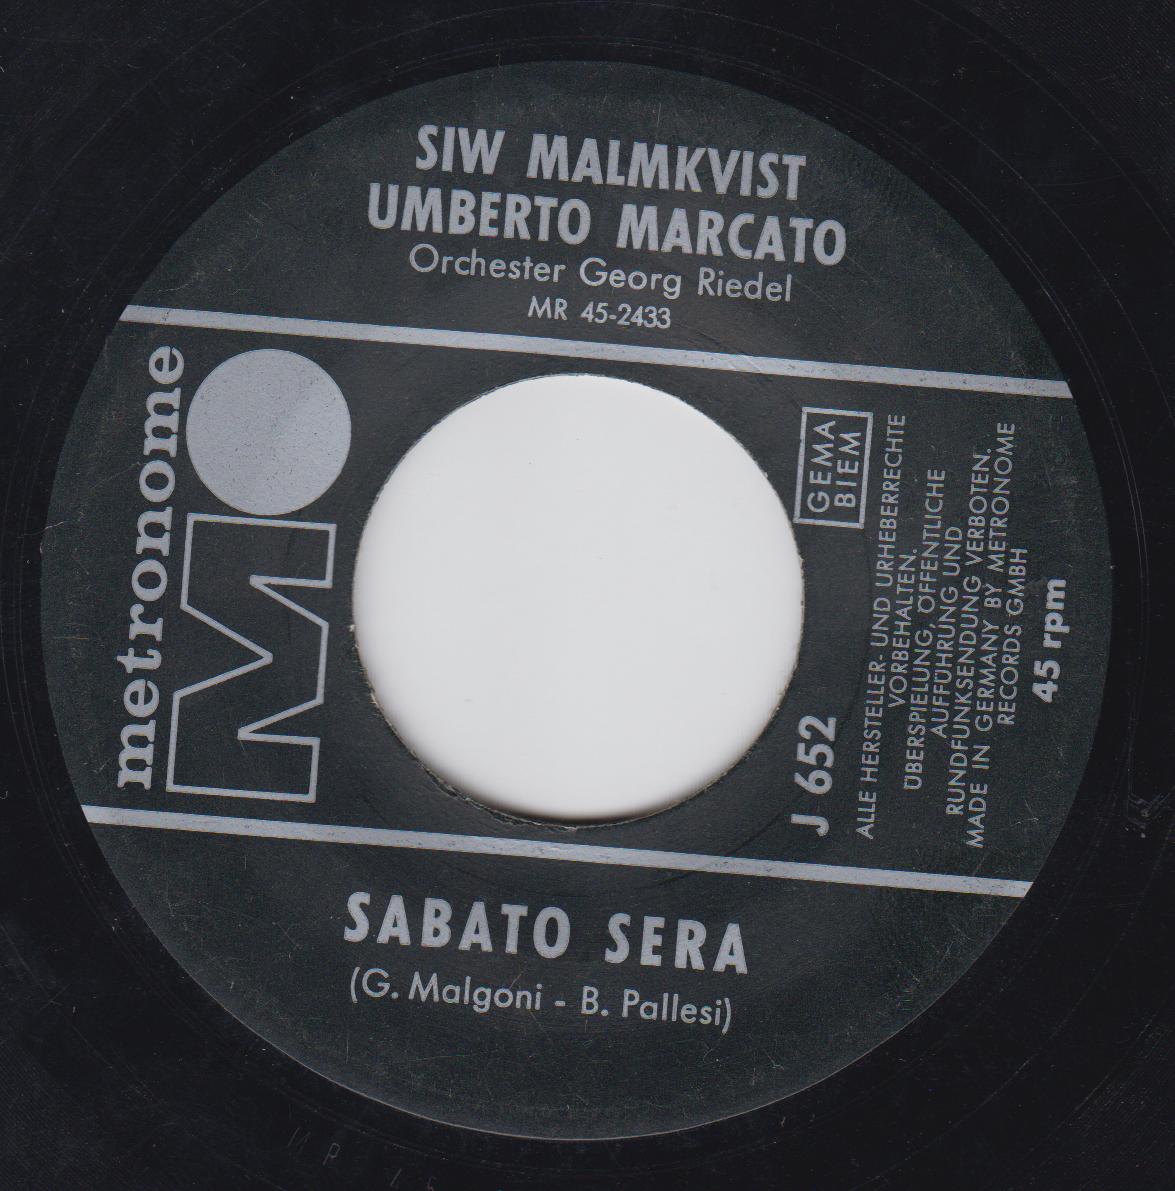 SIW MALMKVIST
UMBERTO MARCATO
Orchester Georg Riedel
MR 45-2433
metronome
M
GEMA
BIEM
J 652
ALLE HERSTELLER- UND URHEBERRECHTE
VORBEHALTEN.
ÜBERSPIELUNG, ÖFFENTLICHE
AUFFÜHRUNG UND
RUNDFUNKSENDUNG VERBOTEN.
MADE IN GERMANY BY METRONOME
RECORDS GMBH
45 rpm
SABATO SERA
(G. Malgoni - B. Pallesi)